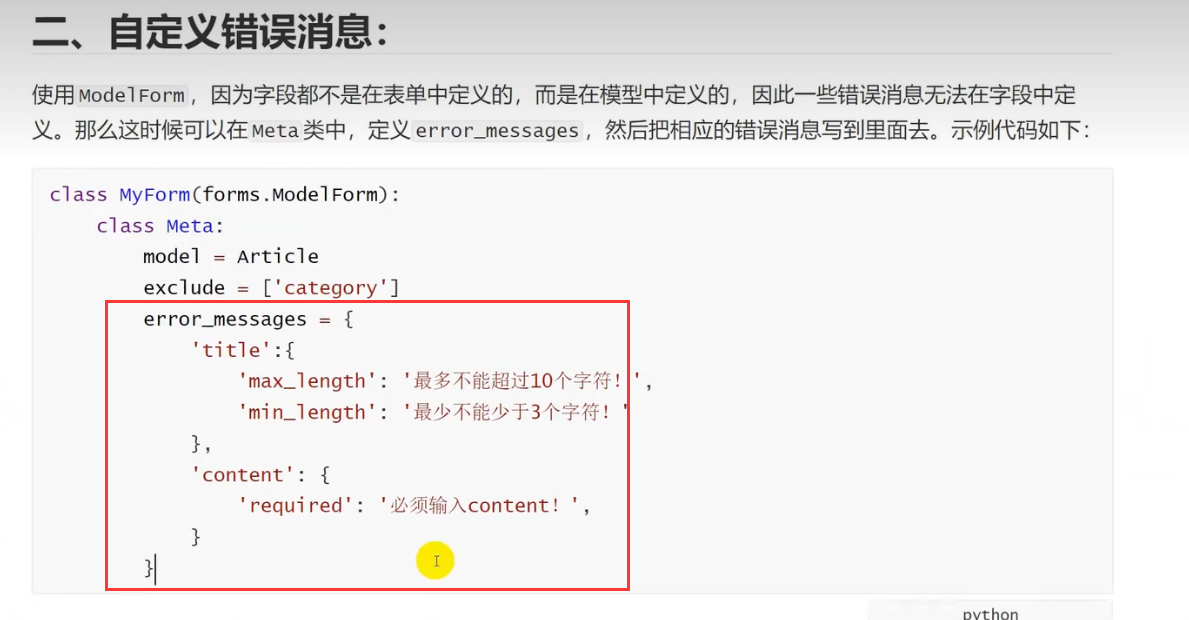 二、自定义错误消息：
使用ModelForm，因为字段都不是在表单中定义的，而是在模型中定义的，因此一些错误消息无法在字段中定
义。那么这时候可以在Meta类中，定义error_messages，然后把相应的错误消息写到里面去。示例代码如下：
class MyForm(forms.ModelForm):
    class Meta:
        model = Article
        exclude = ['category']
        error_messages = {
            'title':{
                'max_length': '最多不能超过10个字符！',
                'min_length': '最少不能少于3个字符！'
            },
            'content': {
                'required': '必须输入content！',
            }
        }
python